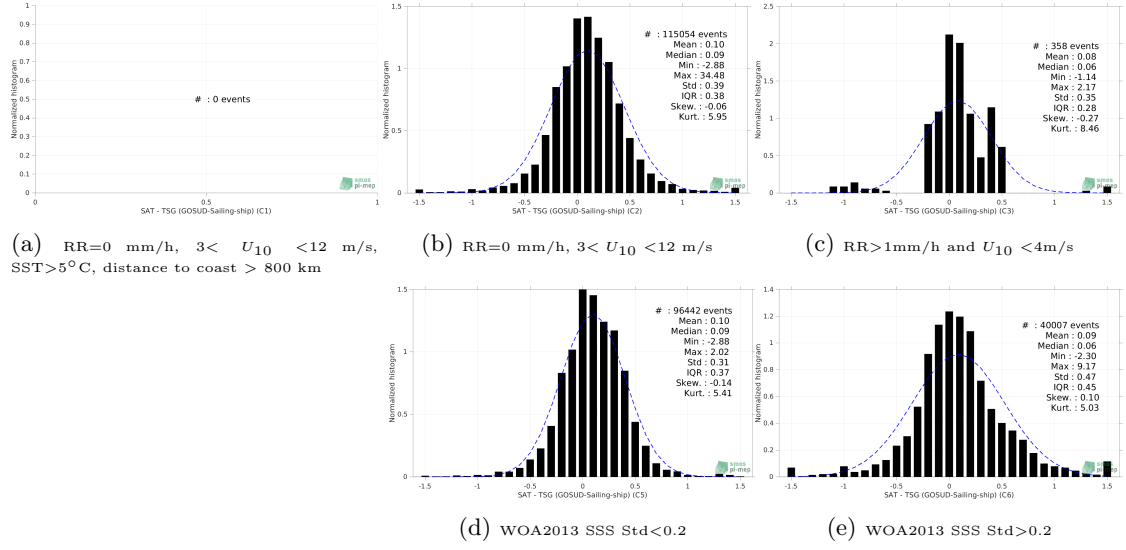 1
0.9
0.8
0.7
0.6
0.5
0.4
0.3
0.2
0.1
0
Normalized histogram
# : 0 events
smos
pi-mep
0 0.5 1
SAT - TSG (GOSUD-Sailing-ship) (C1)
(a) RR=0 mm/h, 3< U10 <12 m/s,
SST>5°C, distance to coast > 800 km
1.5
1
0.5
0
Normalized histogram
# : 115054 events
Mean : 0.10
Median : 0.09
Min : -2.88
Max : 34.48
Std : 0.39
IQR : 0.38
Skew. : -0.06
Kurt. : 5.95
smos
pi-mep
-1.5 -1 -0.5 0 0.5 1 1.5
SAT - TSG (GOSUD-Sailing-ship) (C2)
(b) RR=0 mm/h, 3< U10 <12 m/s
2.5
2
1.5
1
0.5
0
Normalized histogram
# : 358 events
Mean : 0.08
Median : 0.06
Min : -1.14
Max : 2.17
Std : 0.35
IQR : 0.28
Skew. : -0.27
Kurt. : 8.46
smos
pi-mep
-1.5 -1 -0.5 0 0.5 1 1.5
SAT - TSG (GOSUD-Sailing-ship) (C3)
(c) RR>1mm/h and U10 <4m/s
1.5
1
0.5
0
Normalized histogram
# : 96442 events
Mean : 0.10
Median : 0.09
Min : -2.88
Max : 2.02
Std : 0.31
IQR : 0.37
Skew. : -0.14
Kurt. : 5.41
smos
pi-mep
-1.5 -1 -0.5 0 0.5 1 1.5
SAT - TSG (GOSUD-Sailing-ship) (C5)
(d) WOA2013 SSS Std<0.2
1.4
1.2
1
0.8
0.6
0.4
0.2
0
Normalized histogram
# : 40007 events
Mean : 0.09
Median : 0.06
Min : -2.30
Max : 9.17
Std : 0.47
IQR : 0.45
Skew. : 0.10
Kurt. : 5.03
smos
pi-mep
-1.5 -1 -0.5 0 0.5 1 1.5
SAT - TSG (GOSUD-Sailing-ship) (C6)
(e) WOA2013 SSS Std>0.2